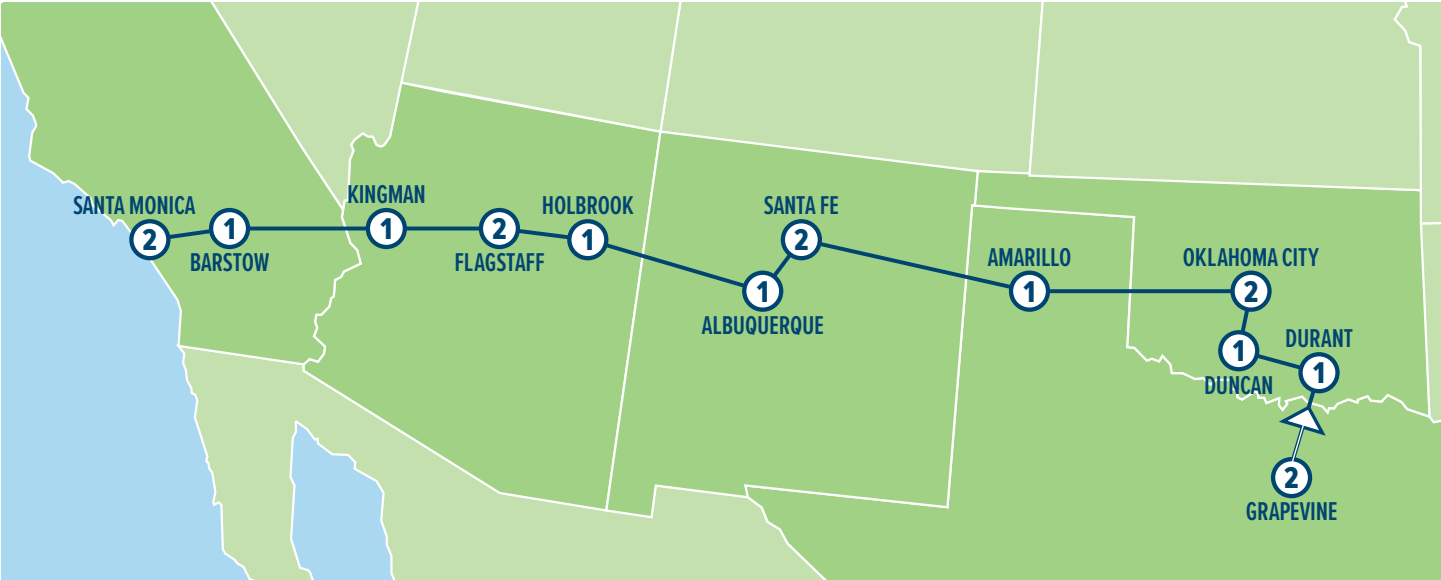 KINGMAN
SANTA MONICA
HOLBROOK
SANTA FE
1
1
2
2
1
2
BARSTOW
FLAGSTAFF
AMARILLO
OKLAHOMA CITY
1
1
2
ALBUQUERQUE
DURANT
1
1
DUNCAN
2
GRAPEVINE